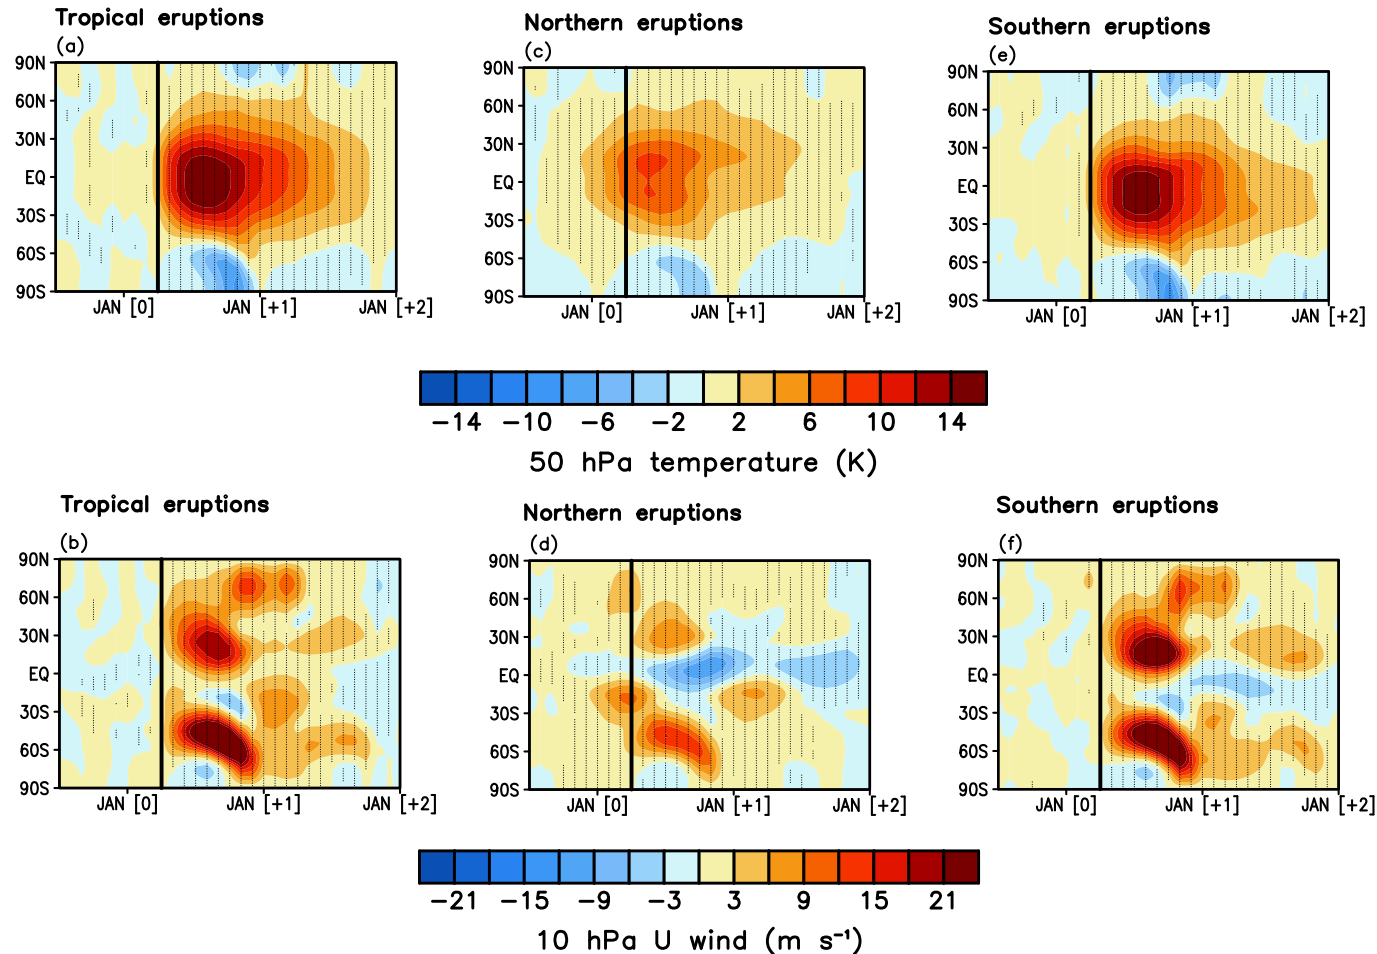 Tropical eruptions
Northern eruptions
Southern eruptions
(a)
(c)
(e)
90N
60N
30N
EQ
30S
60S
90S
JAN [0]
JAN [+1]
JAN [+2]
90N
60N
30N
EQ
30S
60S
90S
JAN [0]
JAN [+1]
JAN [+2]
90N
60N
30N
EQ
30S
60S
90S
JAN [0]
JAN [+1]
JAN [+2]
−14 −10 −6 −2 2 6 10 14
50 hPa temperature (K)
Tropical eruptions
Northern eruptions
Southern eruptions
(b)
(d)
(f)
90N
60N
30N
EQ
30S
60S
90S
JAN [0]
JAN [+1]
JAN [+2]
90N
60N
30N
EQ
30S
60S
90S
JAN [0]
JAN [+1]
JAN [+2]
90N
60N
30N
EQ
30S
60S
90S
JAN [0]
JAN [+1]
JAN [+2]
−21 −15 −9 −3 3 9 15 21
10 hPa U wind (m s⁻¹)